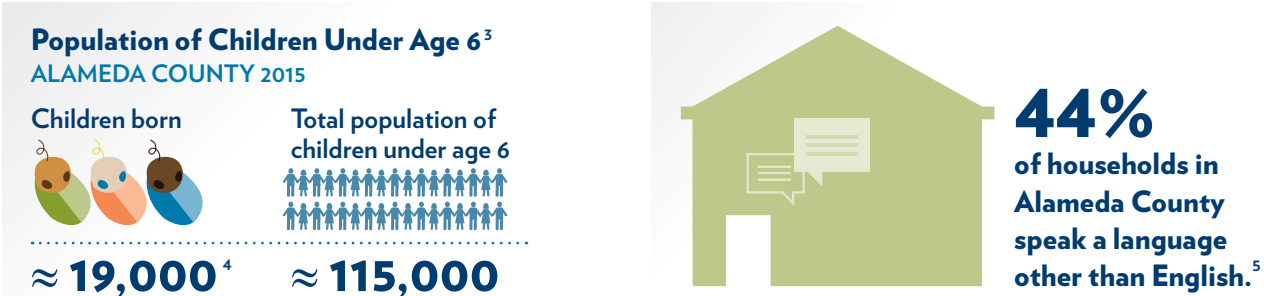 Population of Children Under Age 6³
ALAMEDA COUNTY 2015
Children born
≈ 19,000⁴
Total population of
children under age 6
≈ 115,000
44%
of households in
Alameda County
speak a language
other than English.⁵